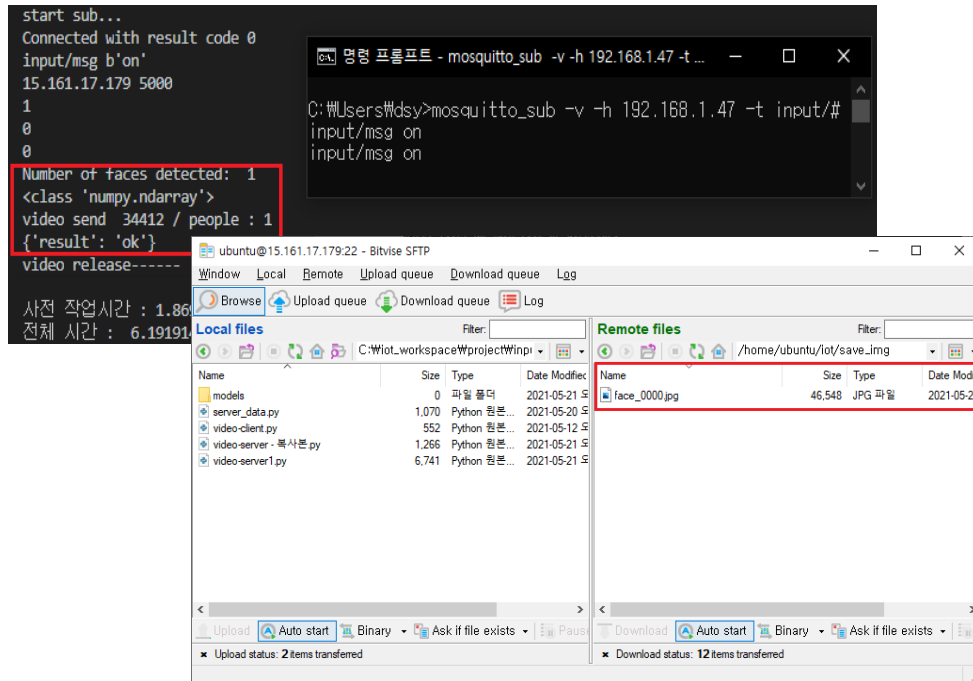 start sub...
Connected with result code 0
input/msg b'on'
15.161.17.179 5000
1
0
0
Number of faces detected:  1
<class 'numpy.ndarray'>
video send  34412 / people : 1
{'result': 'ok'}
video release------
사전 작업시간 : 1.869
전체 시간 :  6.191914
명령 프롬프트 - mosquitto_sub  -v -h 192.168.1.47 -t ...
C:₩Users₩dsy>mosquitto_sub -v -h 192.168.1.47 -t input/#
input/msg on
input/msg on
ubuntu@15.161.17.179:22 - Bitvise SFTP
Window Local Remote Upload queue Download queue Log
Browse Upload queue Download queue Log
Local files Filter:
C:₩iot_workspace₩project₩inpu
Name Size Type Date Modified
models 0 파일 폴더 2021-05-21 오
server_data.py 1,070 Python 원본... 2021-05-20 오
video-client.py 552 Python 원본... 2021-05-12 오
video-server - 복사본.py 1,266 Python 원본... 2021-05-21 오
video-server1.py 6,741 Python 원본... 2021-05-21 오
Upload Auto start Binary Ask if file exists Pause
Upload status: 2 items transferred
Remote files Filter:
/home/ubuntu/iot/save_img
Name Size Type Date Modi
face_0000.jpg 46,548 JPG 파일 2021-05-2
Download Auto start Binary Ask if file exists
Download status: 12 items transferred